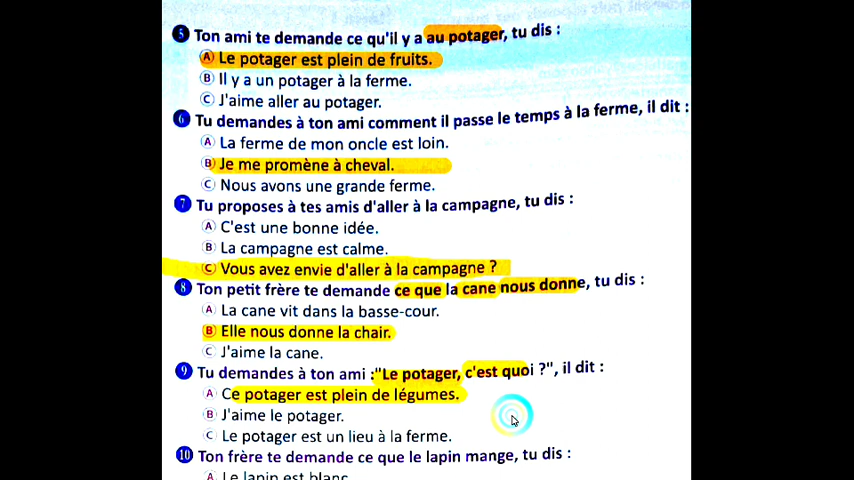 5 Ton ami te demande ce qu'il y a au potager, tu dis :
A Le potager est plein de fruits.
B Il y a un potager à la ferme.
C J'aime aller au potager.
6 Tu demandes à ton ami comment il passe le temps à la ferme, il dit :
A La ferme de mon oncle est loin.
B Je me promène à cheval.
C Nous avons une grande ferme.
7 Tu proposes à tes amis d'aller à la campagne, tu dis :
A C'est une bonne idée.
B La campagne est calme.
C Vous avez envie d'aller à la campagne ?
8 Ton petit frère te demande ce que la cane nous donne, tu dis :
A La cane vit dans la basse-cour.
B Elle nous donne la chair.
C J'aime la cane.
9 Tu demandes à ton ami :"Le potager, c'est quoi ?", il dit :
A Ce potager est plein de légumes.
B J'aime le potager.
C Le potager est un lieu à la ferme.
10 Ton frère te demande ce que le lapin mange, tu dis :
A Le lapin est blanc